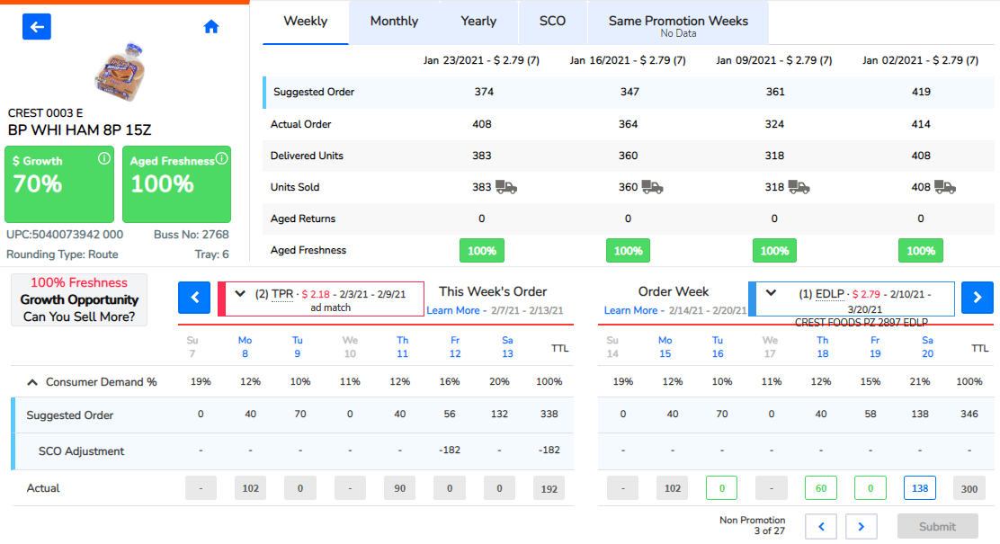 Weekly Monthly Yearly SCO Same Promotion Weeks
No Data
CREST 0003 E
BP WHI HAM 8P 15Z
$ Growth
70%
Aged Freshness
100%
UPC:5040073942 000 Buss No: 2768
Rounding Type: Route Tray: 6
Jan 23/2021 - $ 2.79 (7) Jan 16/2021 - $ 2.79 (7) Jan 09/2021 - $ 2.79 (7) Jan 02/2021 - $ 2.79 (7)
Suggested Order 374 347 361 419
Actual Order 408 364 324 414
Delivered Units 383 360 318 408
Units Sold 383 360 318 408
Aged Returns 0 0 0 0
Aged Freshness 100% 100% 100% 100%
100% Freshness
Growth Opportunity
Can You Sell More?
(2) TPR · $ 2.18 - 2/3/21 - 2/9/21
ad match
This Week's Order
Learn More - 2/7/21 - 2/13/21
Order Week
Learn More - 2/14/21 - 2/20/21
(1) EDLP · $ 2.79 - 2/10/21 -
3/20/21
CREST FOODS PZ 2897 EDLP
Su Mo Tu We Th Fr Sa TTL Su Mo Tu We Th Fr Sa TTL
7 8 9 10 11 12 13 14 15 16 17 18 19 20
Consumer Demand % 19% 12% 10% 11% 12% 16% 20% 100% 19% 12% 10% 11% 12% 15% 21% 100%
Suggested Order 0 40 70 0 40 56 132 338 0 40 70 0 40 58 138 346
SCO Adjustment - - - - - -182 - -182 - - - - - - - -
Actual - 102 0 - 90 0 0 192 - 102 0 - 60 0 138 300
Non Promotion
3 of 27
Submit